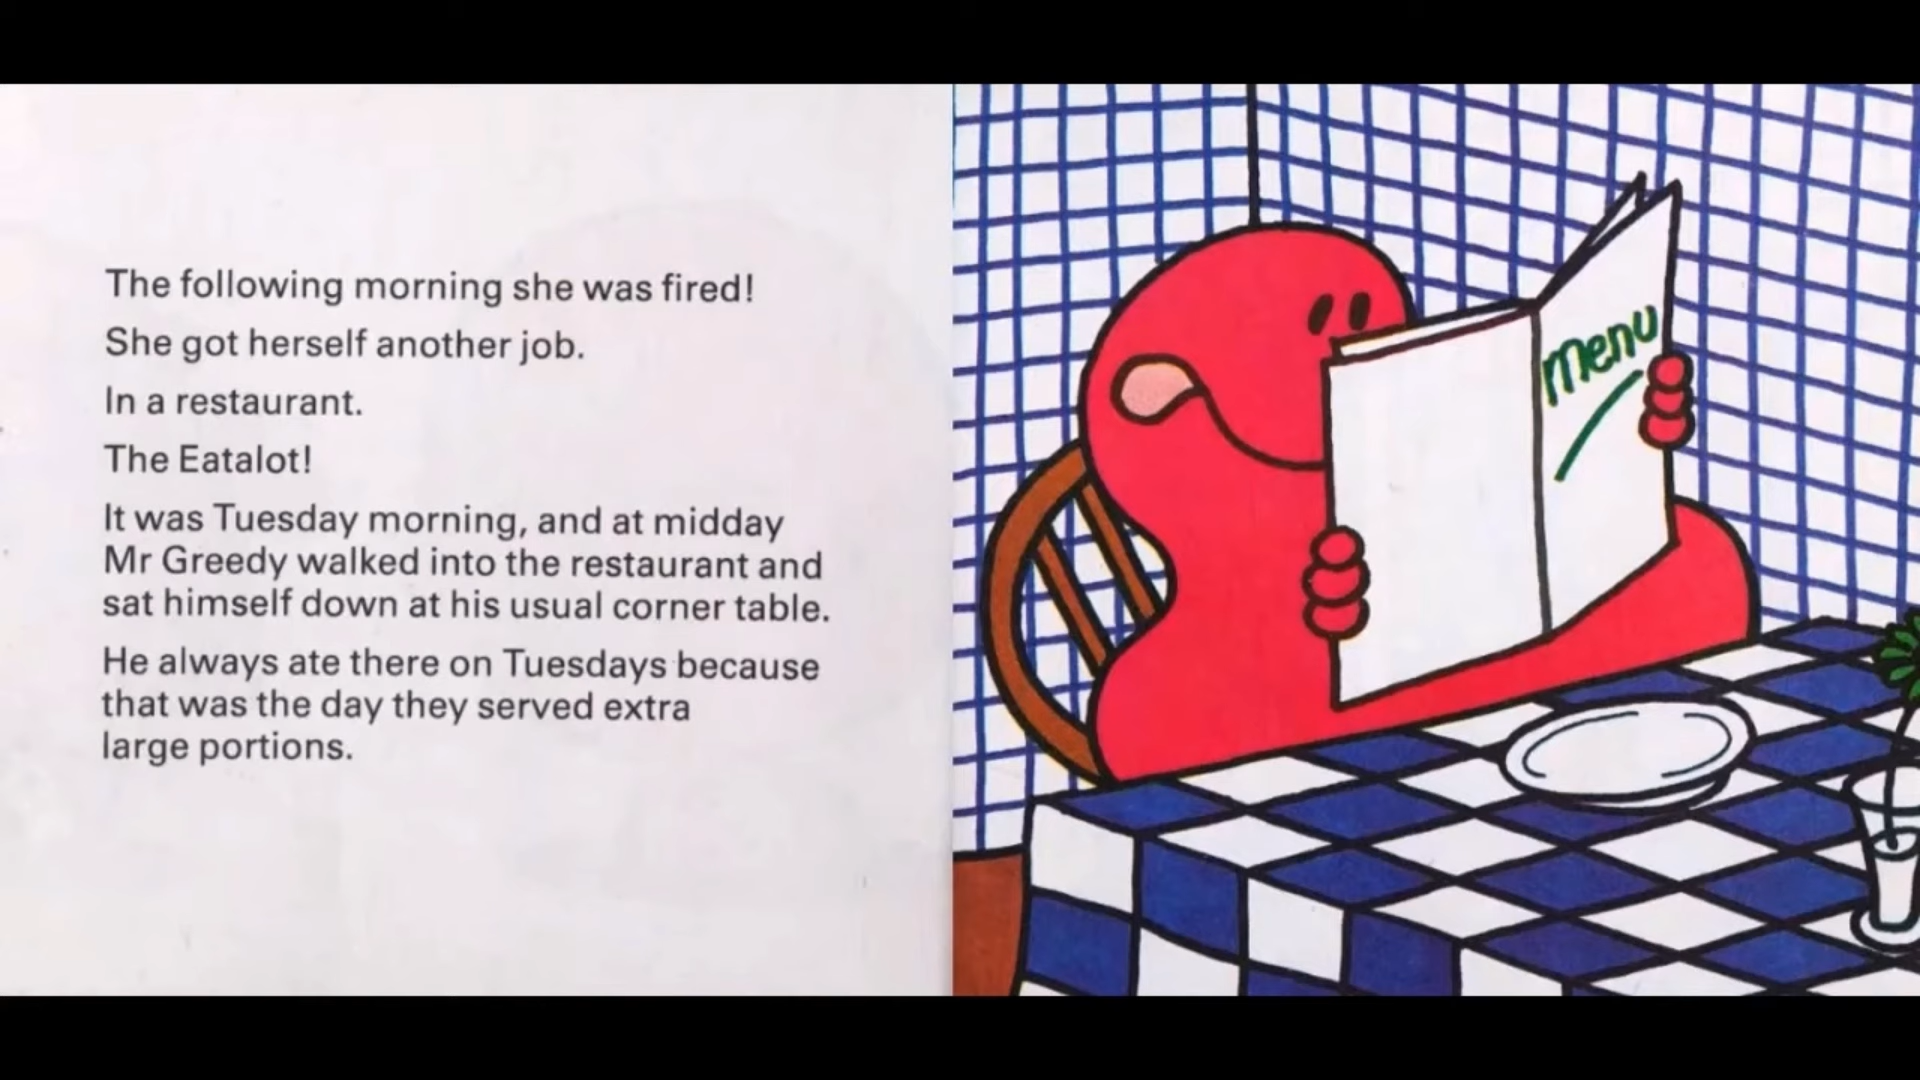 The following morning she was fired!
She got herself another job.
In a restaurant.
The Eatalot!
It was Tuesday morning, and at midday
Mr Greedy walked into the restaurant and
sat himself down at his usual corner table.
He always ate there on Tuesdays because
that was the day they served extra
large portions.
menu